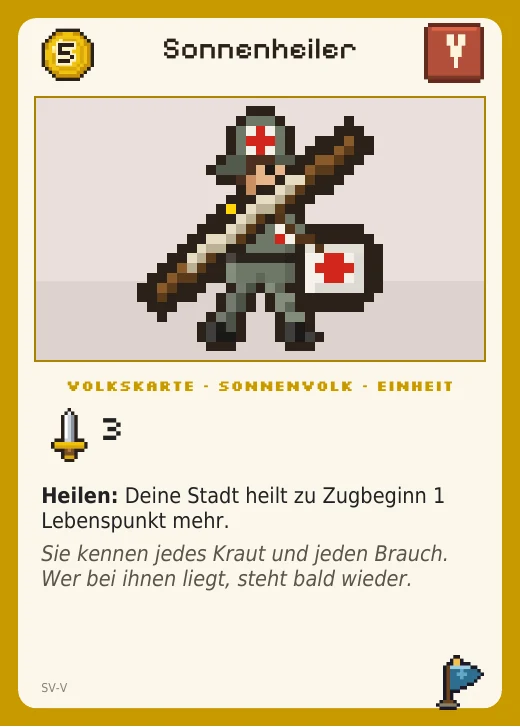 5
Sonnenheiler
Y
VOLKSKARTE - SONNENVOLK - EINHEIT
3
Heilen: Deine Stadt heilt zu Zugbeginn 1
Lebenspunkt mehr.
Sie kennen jedes Kraut und jeden Brauch.
Wer bei ihnen liegt, steht bald wieder.
SV-V